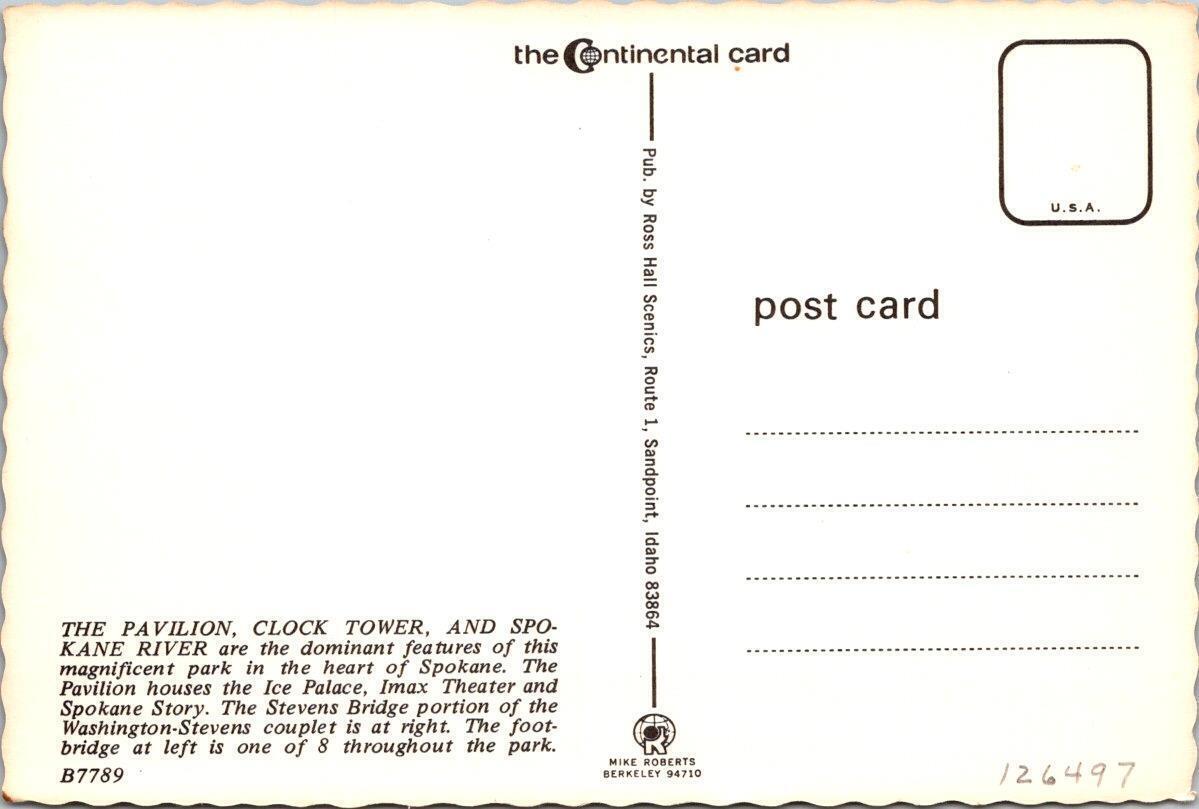 the Continental card
U.S.A.
post card
Pub. by Ross Hall Scenics, Route 1, Sandpoint, Idaho 83864
THE PAVILION, CLOCK TOWER, AND SPO-
KANE RIVER are the dominant features of this
magnificent park in the heart of Spokane. The
Pavilion houses the Ice Palace, Imax Theater and
Spokane Story. The Stevens Bridge portion of the
Washington-Stevens couplet is at right. The foot-
bridge at left is one of 8 throughout the park.
B7789
MIKE ROBERTS
BERKELEY 94710
126497